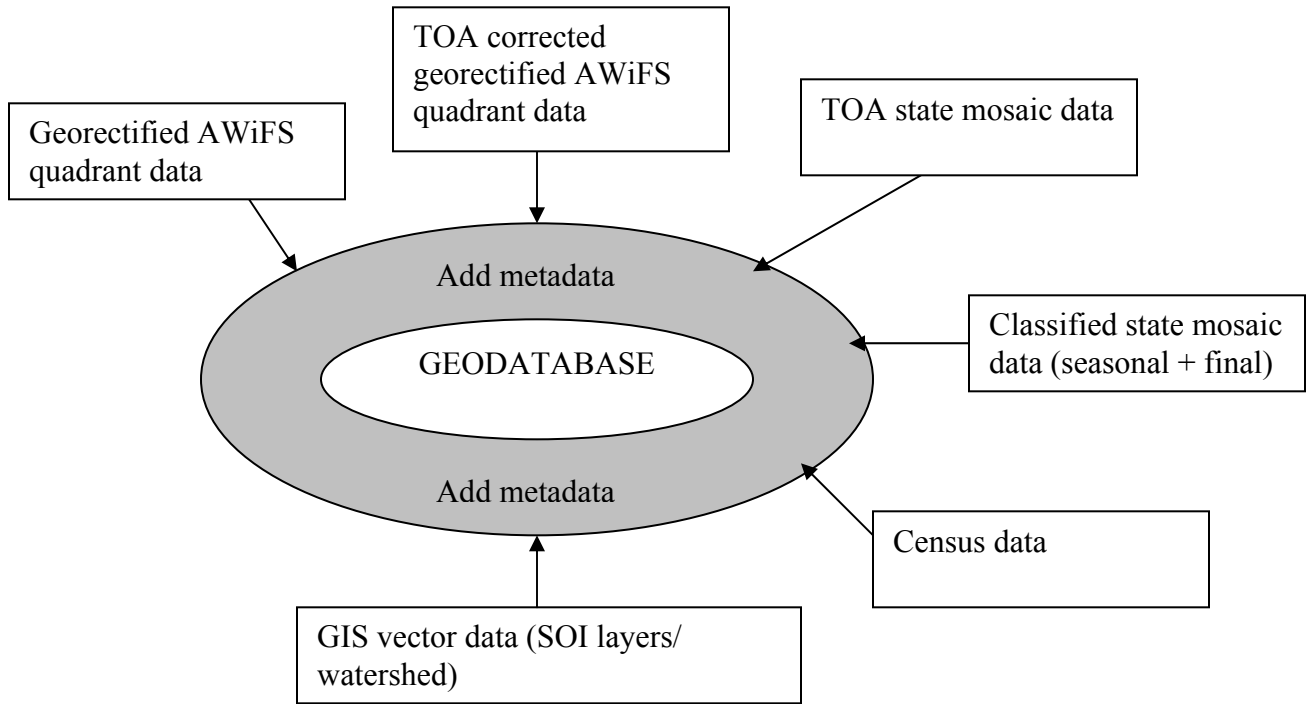 TOA corrected
georectified AWiFS
quadrant data
TOA state mosaic data
Georectified AWiFS
quadrant data
Add metadata
Classified state mosaic
data (seasonal + final)
GEODATABASE
Add metadata
Census data
GIS vector data (SOI layers/
watershed)